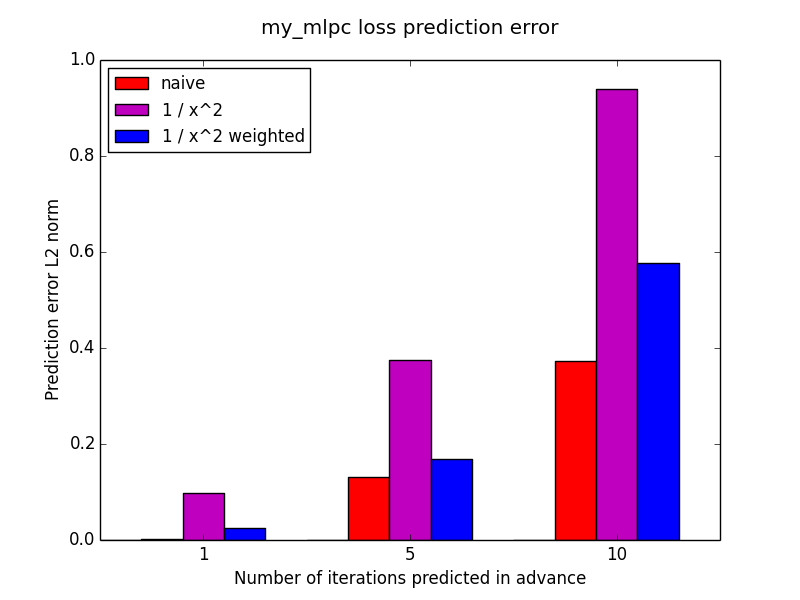 my_mlpc loss prediction error
naive
1 / x^2
1 / x^2 weighted
Prediction error L2 norm
1.0
0.8
0.6
0.4
0.2
0.0
1 5 10
Number of iterations predicted in advance